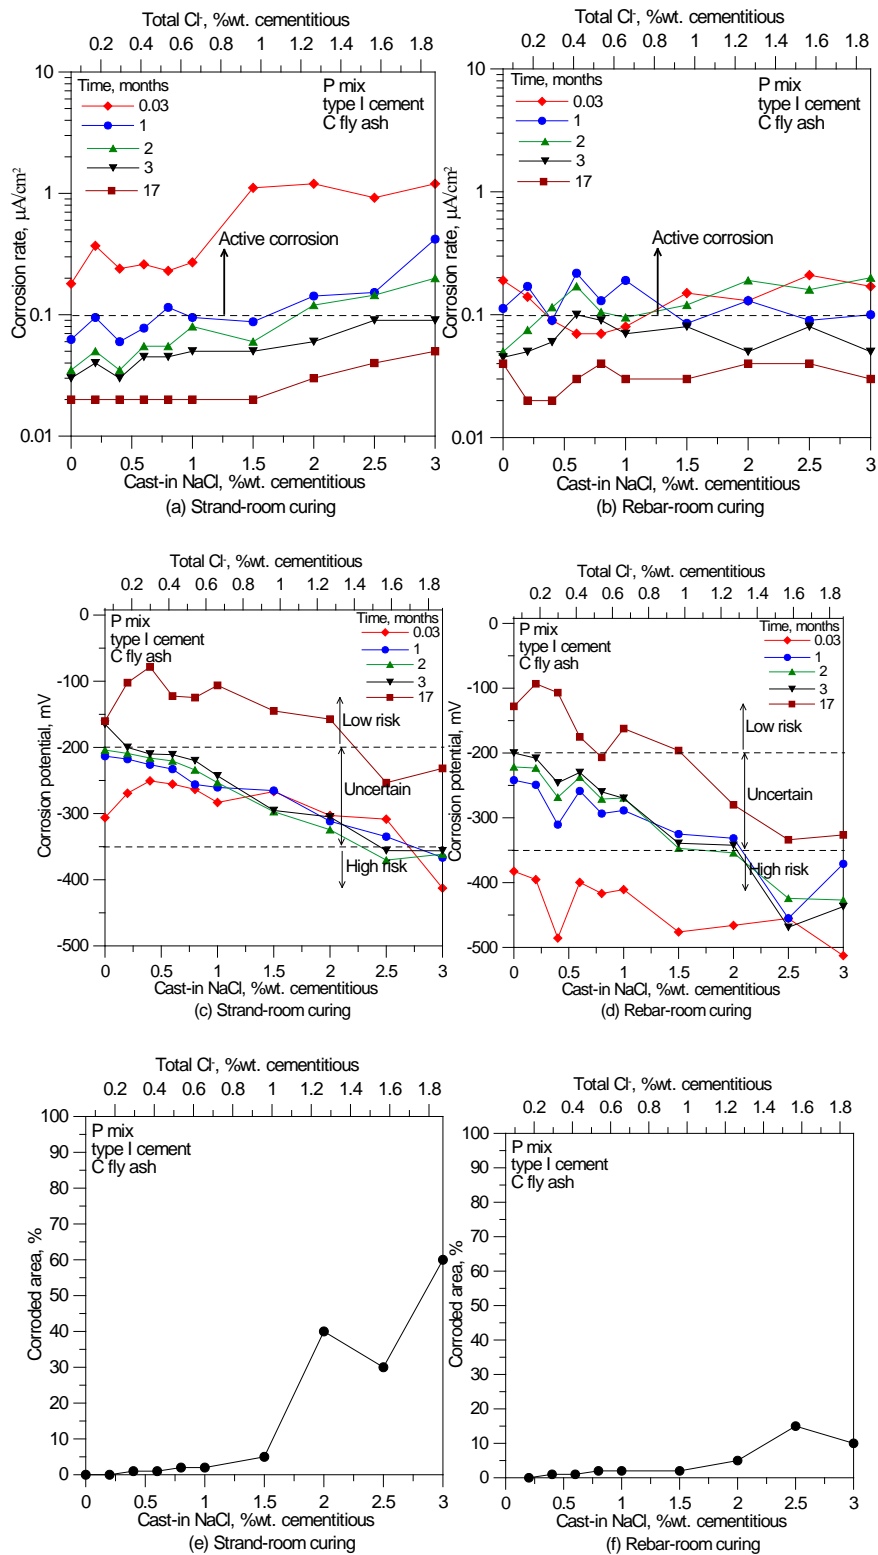 Total Cl-, %wt. cementitious
0.2 0.4 0.6 0.8 1 1.2 1.4 1.6 1.8
10
1
0.1
0.01
Corrosion rate, µA/cm²
Time, months
0.03
1
2
3
17
P mix
type I cement
C fly ash
Active corrosion
0 0.5 1 1.5 2 2.5 3
Cast-in NaCl, %wt. cementitious
(a) Strand-room curing
Total Cl-, %wt. cementitious
0.2 0.4 0.6 0.8 1 1.2 1.4 1.6 1.8
10
1
0.1
0.01
Corrosion rate, µA/cm²
Time, months
0.03
1
2
3
17
P mix
type I cement
C fly ash
Active corrosion
0 0.5 1 1.5 2 2.5 3
Cast-in NaCl, %wt. cementitious
(b) Rebar-room curing
Total Cl-, %wt. cementitious
0.2 0.4 0.6 0.8 1 1.2 1.4 1.6 1.8
0
-100
-200
-300
-400
-500
Corrosion potential, mV
P mix
type I cement
C fly ash
Time, months
0.03
1
2
3
17
Low risk
Uncertain
High risk
0 0.5 1 1.5 2 2.5 3
Cast-in NaCl, %wt. cementitious
(c) Strand-room curing
Total Cl-, %wt. cementitious
0.2 0.4 0.6 0.8 1 1.2 1.4 1.6 1.8
0
-100
-200
-300
-400
-500
Corrosion potential, mV
P mix
type I cement
C fly ash
Time, months
0.03
1
2
3
17
Low risk
Uncertain
High risk
0 0.5 1 1.5 2 2.5 3
Cast-in NaCl, %wt. cementitious
(d) Rebar-room curing
Total Cl-, %wt. cementitious
0.2 0.4 0.6 0.8 1 1.2 1.4 1.6 1.8
100
90
80
70
60
50
40
30
20
10
0
Corroded area, %
P mix
type I cement
C fly ash
0 0.5 1 1.5 2 2.5 3
Cast-in NaCl, %wt. cementitious
(e) Strand-room curing
Total Cl-, %wt. cementitious
0.2 0.4 0.6 0.8 1 1.2 1.4 1.6 1.8
100
90
80
70
60
50
40
30
20
10
0
Corroded area, %
P mix
type I cement
C fly ash
0 0.5 1 1.5 2 2.5 3
Cast-in NaCl, %wt. cementitious
(f) Rebar-room curing